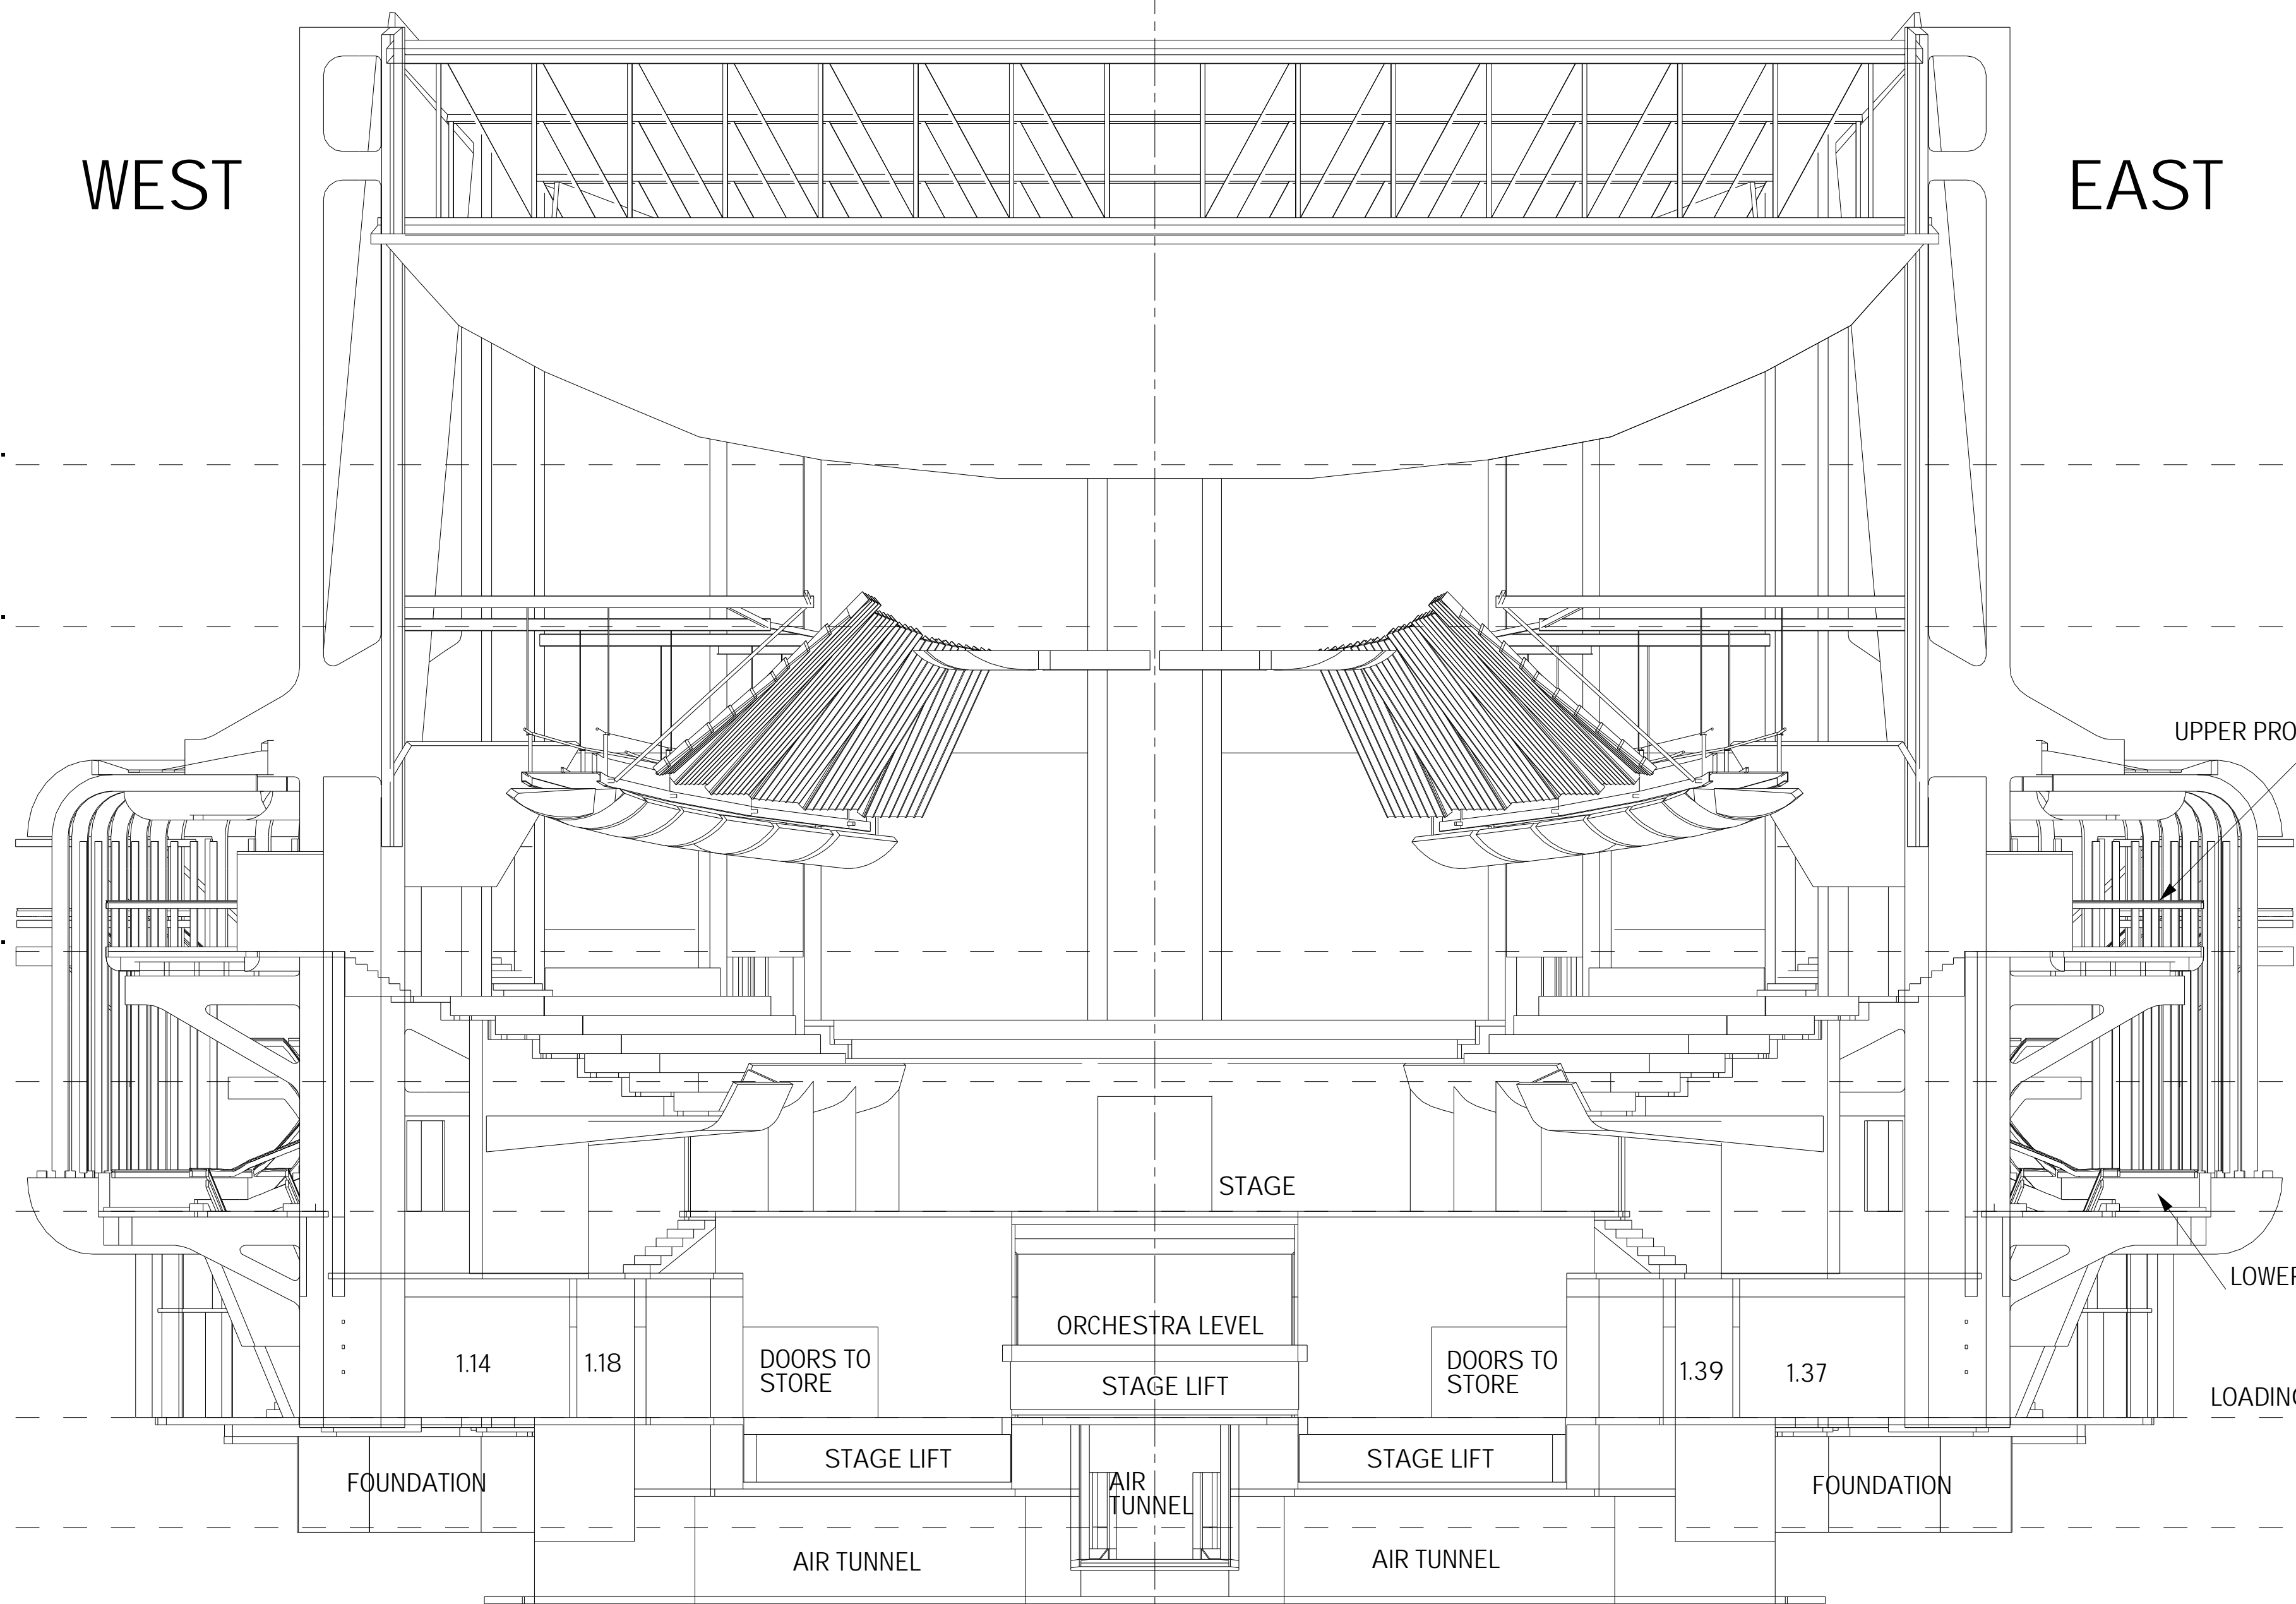 WEST
EAST
UPPER PRO
STAGE
LOWER
ORCHESTRA LEVEL
1.14
1.18
DOORS TO
STORE
STAGE LIFT
DOORS TO
STORE
1.39
1.37
LOADING
STAGE LIFT
STAGE LIFT
FOUNDATION
AIR
TUNNEL
FOUNDATION
AIR TUNNEL
AIR TUNNEL